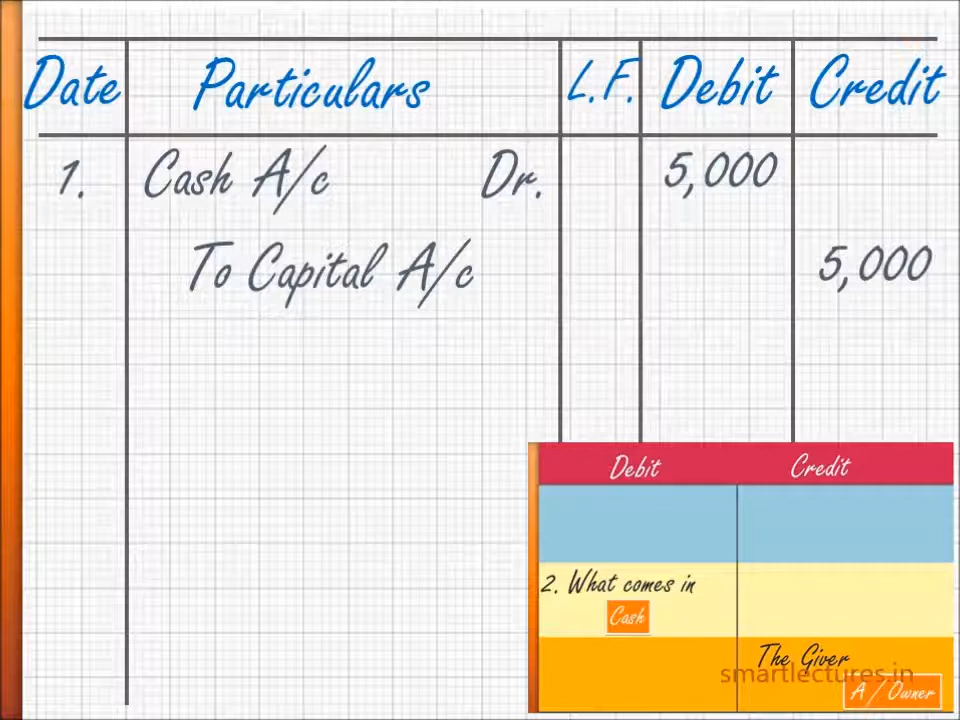 Date Particulars L.F. Debit Credit
1. Cash A/c Dr. 5,000
To Capital A/c 5,000
Debit Credit
2. What comes in
Cash
The Giver
smartlectures.in
A / Owner